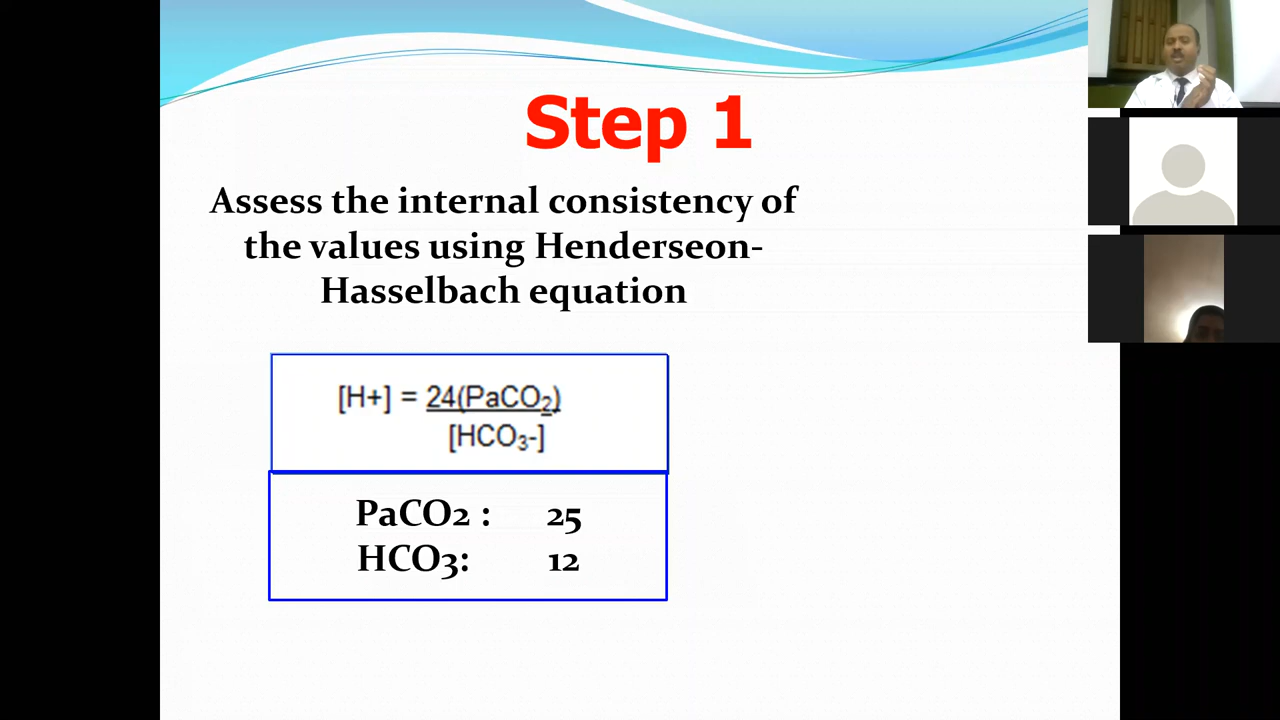 Step 1
Assess the internal consistency of
the values using Henderseon-
Hasselbach equation
[H+] = 24(PaCO2)
[HCO3-]
PaCO2 : 25
HCO3: 12